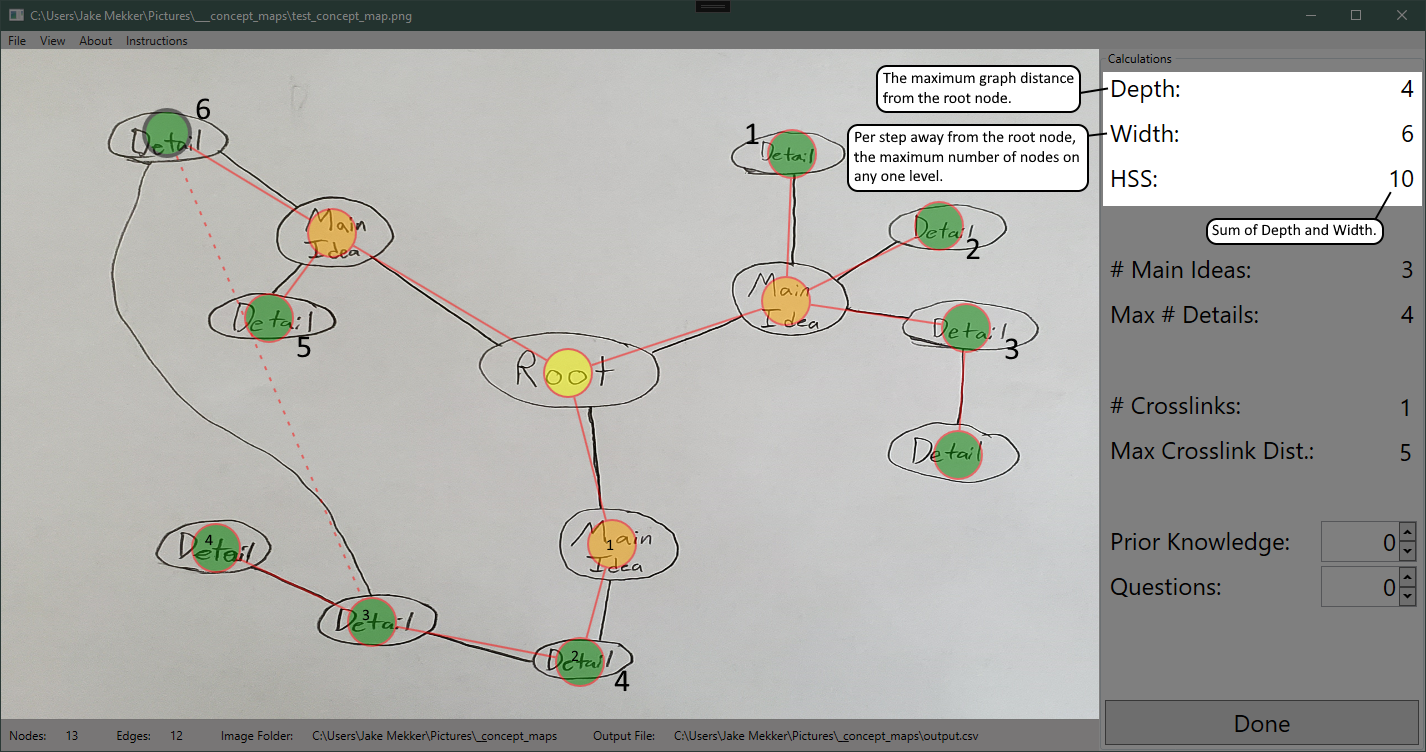 C:\Users\Jake Mekker\Pictures\__concept_maps\test_concept_map.png
File View About Instructions
Calculations
The maximum graph distance
from the root node.
Depth: 4
Per step away from the root node,
the maximum number of nodes on
any one level.
Width: 6
HSS: 10
Sum of Depth and Width.
# Main Ideas: 3
Max # Details: 4
# Crosslinks: 1
Max Crosslink Dist.: 5
Prior Knowledge: 0
Questions: 0
Done
6
Detail
1
Detail
Main
Idea
Detail
2
Detail
5
Main
Idea
Detail
3
Root
Detail
Main
1
Idea
4
Detail
3
Detail
2
Detail
4
Nodes: 13 Edges: 12 Image Folder: C:\Users\Jake Mekker\Pictures\_concept_maps Output File: C:\Users\Jake Mekker\Pictures\_concept_maps\output.csv